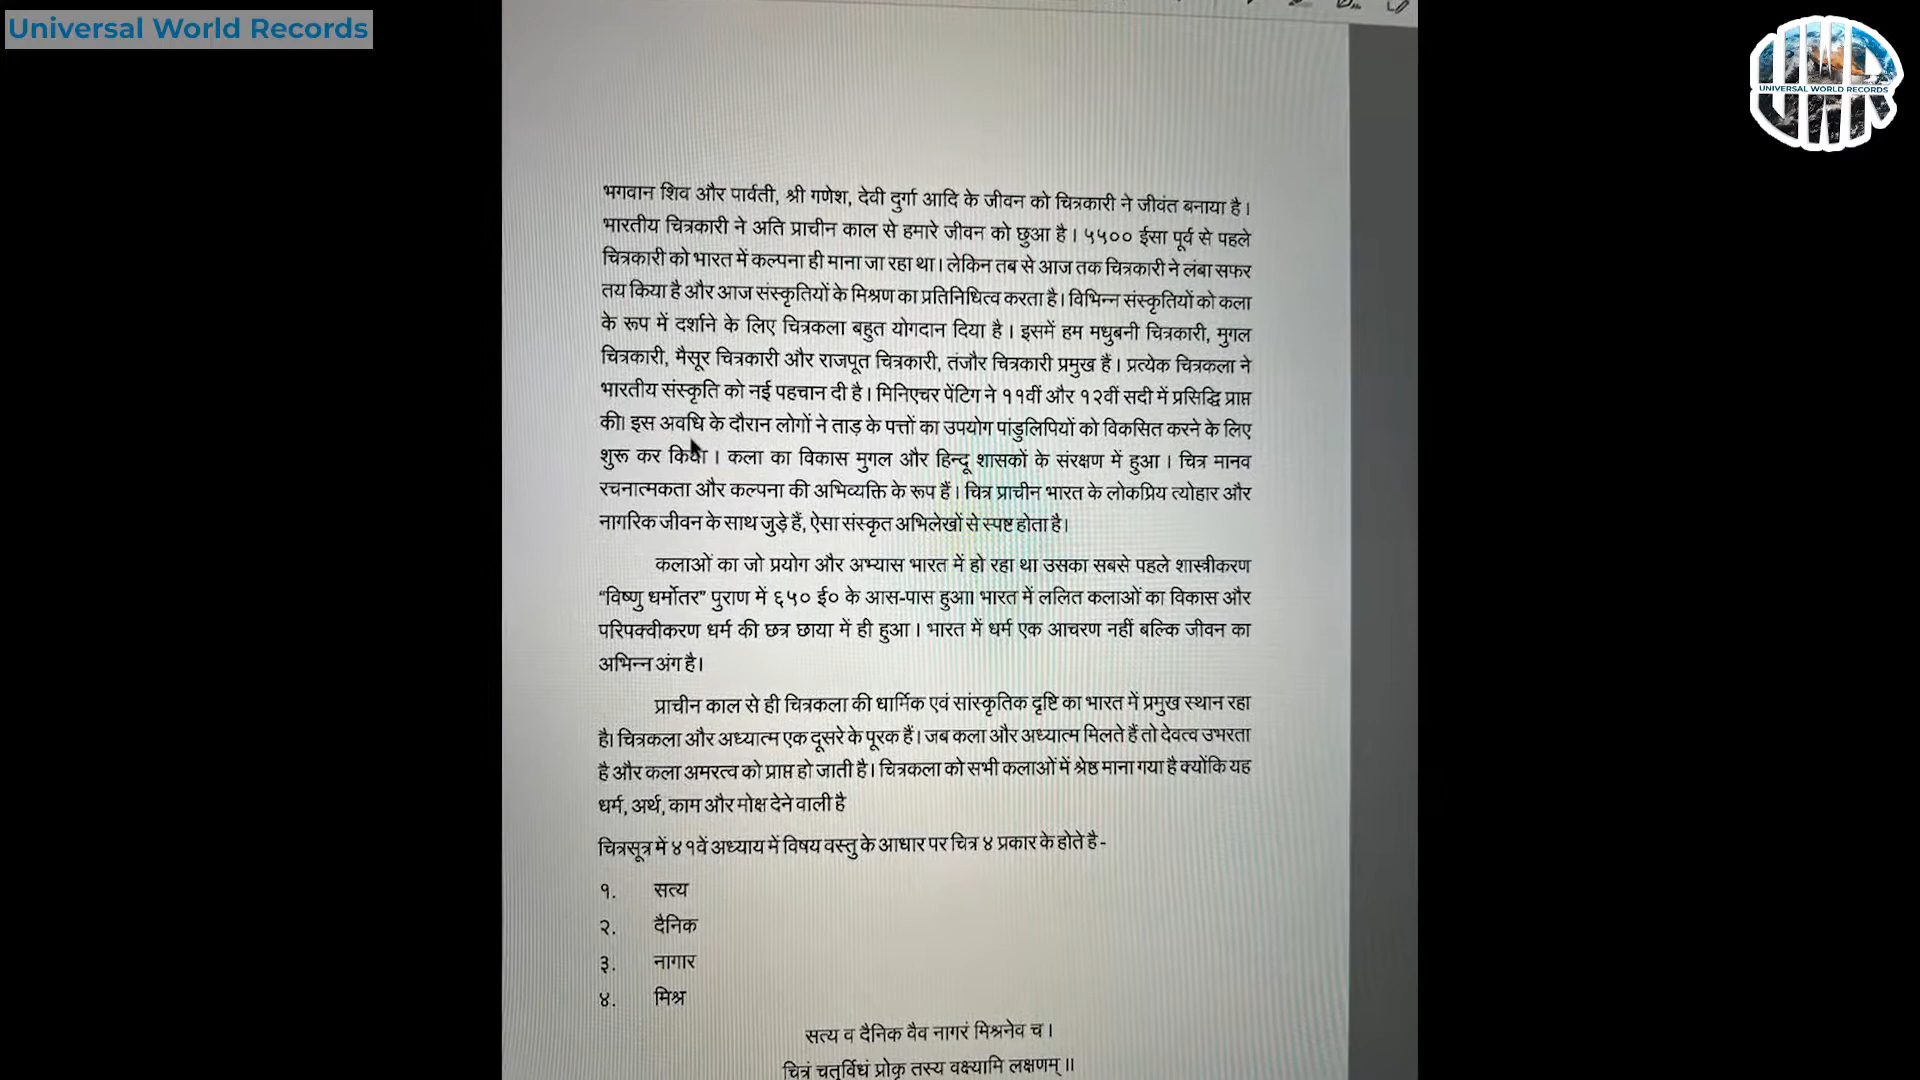 Universal World Records
UNIVERSAL WORLD RECORDS
भगवान शिव और पार्वती, श्री गणेश, देवी दुर्गा आदि के जीवन को चित्रकारी ने जीवंत बनाया है।
भारतीय चित्रकारी ने अति प्राचीन काल से हमारे जीवन को छुआ है। ५५०० ईसा पूर्व से पहले
चित्रकारी को भारत में कल्पना ही माना जा रहा था। लेकिन तब से आज तक चित्रकारी ने लंबा सफर
तय किया है और आज संस्कृतियों के मिश्रण का प्रतिनिधित्व करता है। विभिन्न संस्कृतियों को कला
के रूप में दर्शाने के लिए चित्रकला बहुत योगदान दिया है। इसमें हम मधुबनी चित्रकारी, मुगल
चित्रकारी, मैसूर चित्रकारी और राजपूत चित्रकारी, तंजौर चित्रकारी प्रमुख हैं। प्रत्येक चित्रकला ने
भारतीय संस्कृति को नई पहचान दी है। मिनिएचर पेंटिग ने ११वीं और १२वीं सदी में प्रसिद्धि प्राप्त
की। इस अवधि के दौरान लोगों ने ताड़ के पत्तों का उपयोग पांडुलिपियों को विकसित करने के लिए
शुरू कर किया। कला का विकास मुगल और हिन्दू शासकों के संरक्षण में हुआ। चित्र मानव
रचनात्मकता और कल्पना की अभिव्यक्ति के रूप हैं। चित्र प्राचीन भारत के लोकप्रिय त्योहार और
नागरिक जीवन के साथ जुड़े हैं, ऐसा संस्कृत अभिलेखों से स्पष्ट होता है।
कलाओं का जो प्रयोग और अभ्यास भारत में हो रहा था उसका सबसे पहले शास्त्रीकरण
“विष्णु धर्मोतर” पुराण में ६५० ई० के आस-पास हुआ। भारत में ललित कलाओं का विकास और
परिपक्वीकरण धर्म की छत्र छाया में ही हुआ। भारत में धर्म एक आचरण नहीं बल्कि जीवन का
अभिन्न अंग है।
प्राचीन काल से ही चित्रकला की धार्मिक एवं सांस्कृतिक दृष्टि का भारत में प्रमुख स्थान रहा
है। चित्रकला और अध्यात्म एक दूसरे के पूरक हैं। जब कला और अध्यात्म मिलते हैं तो देवत्व उभरता
है और कला अमरत्व को प्राप्त हो जाती है। चित्रकला को सभी कलाओं में श्रेष्ठ माना गया है क्योंकि यह
धर्म, अर्थ, काम और मोक्ष देने वाली है
चित्रसूत्र में ४१वें अध्याय में विषय वस्तु के आधार पर चित्र ४ प्रकार के होते है -
१. सत्य
२. दैनिक
३. नागार
४. मिश्र
सत्य व दैनिक वैव नागरं मिश्रनेव च।
चित्रं चतुर्विधं प्रोकृ तस्य वक्ष्यामि लक्षणम्॥